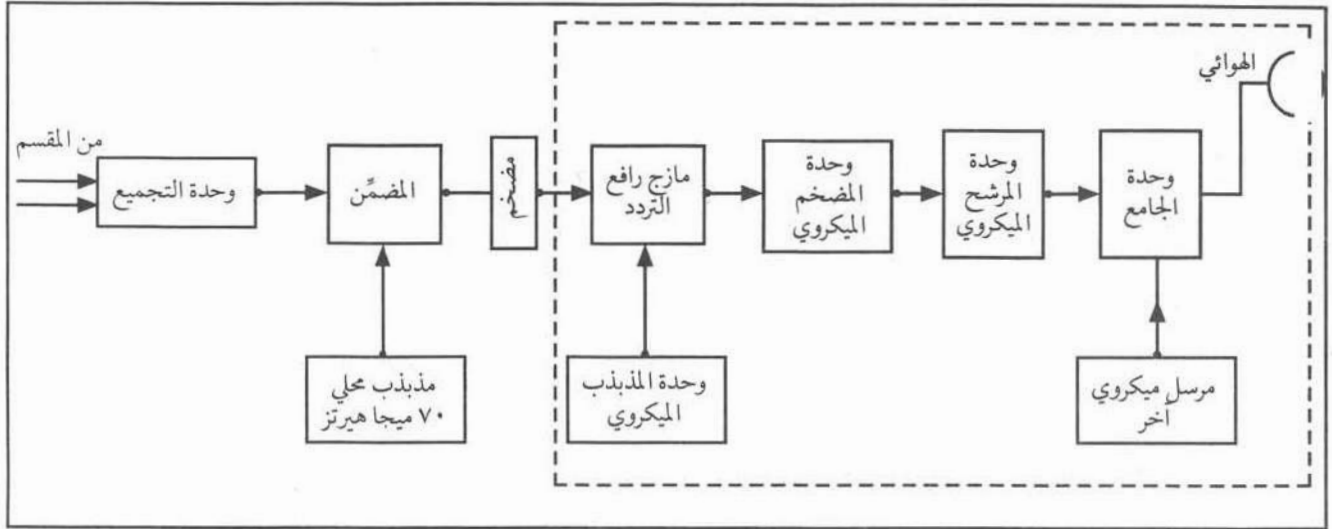 من المقسم
وحدة التجميع
المضمِّن
مذبذب محلي
٧٠ ميجا هيرتز
مضخم
مازج رافع
التردد
وحدة المذبذب
الميكروي
وحدة
المضخم
الميكروي
وحدة
المرشح
الميكروي
وحدة
الجامع
مرسل ميكروي
آخر
الهوائي